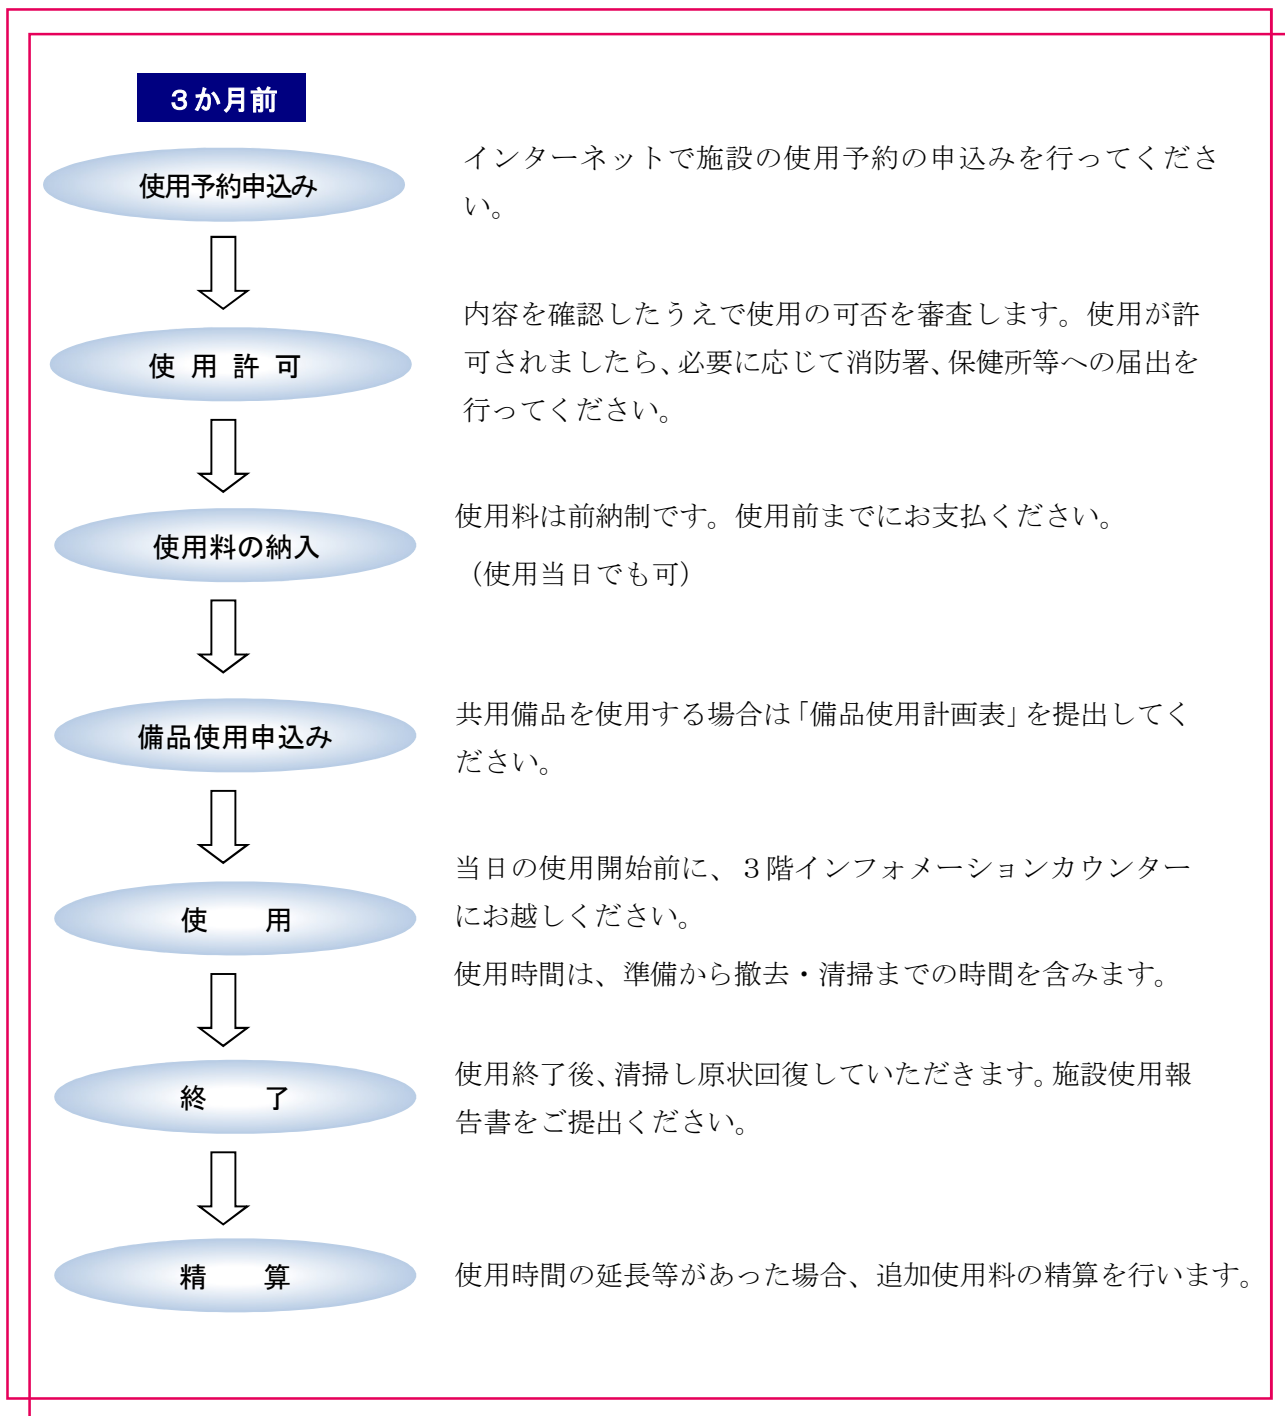 ３か月前
使用予約申込み
インターネットで施設の使用予約の申込みを行ってくださ
い。
使 用 許 可
内容を確認したうえで使用の可否を審査します。使用が許
可されましたら、必要に応じて消防署、保健所等への届出を
行ってください。
使用料の納入
使用料は前納制です。使用前までにお支払ください。
（使用当日でも可）
備品使用申込み
共用備品を使用する場合は「備品使用計画表」を提出してく
ださい。
使　　用
当日の使用開始前に、３階インフォメーションカウンター
にお越しください。
使用時間は、準備から撤去・清掃までの時間を含みます。
終　　了
使用終了後、清掃し原状回復していただきます。施設使用報
告書をご提出ください。
精　　算
使用時間の延長等があった場合、追加使用料の精算を行います。